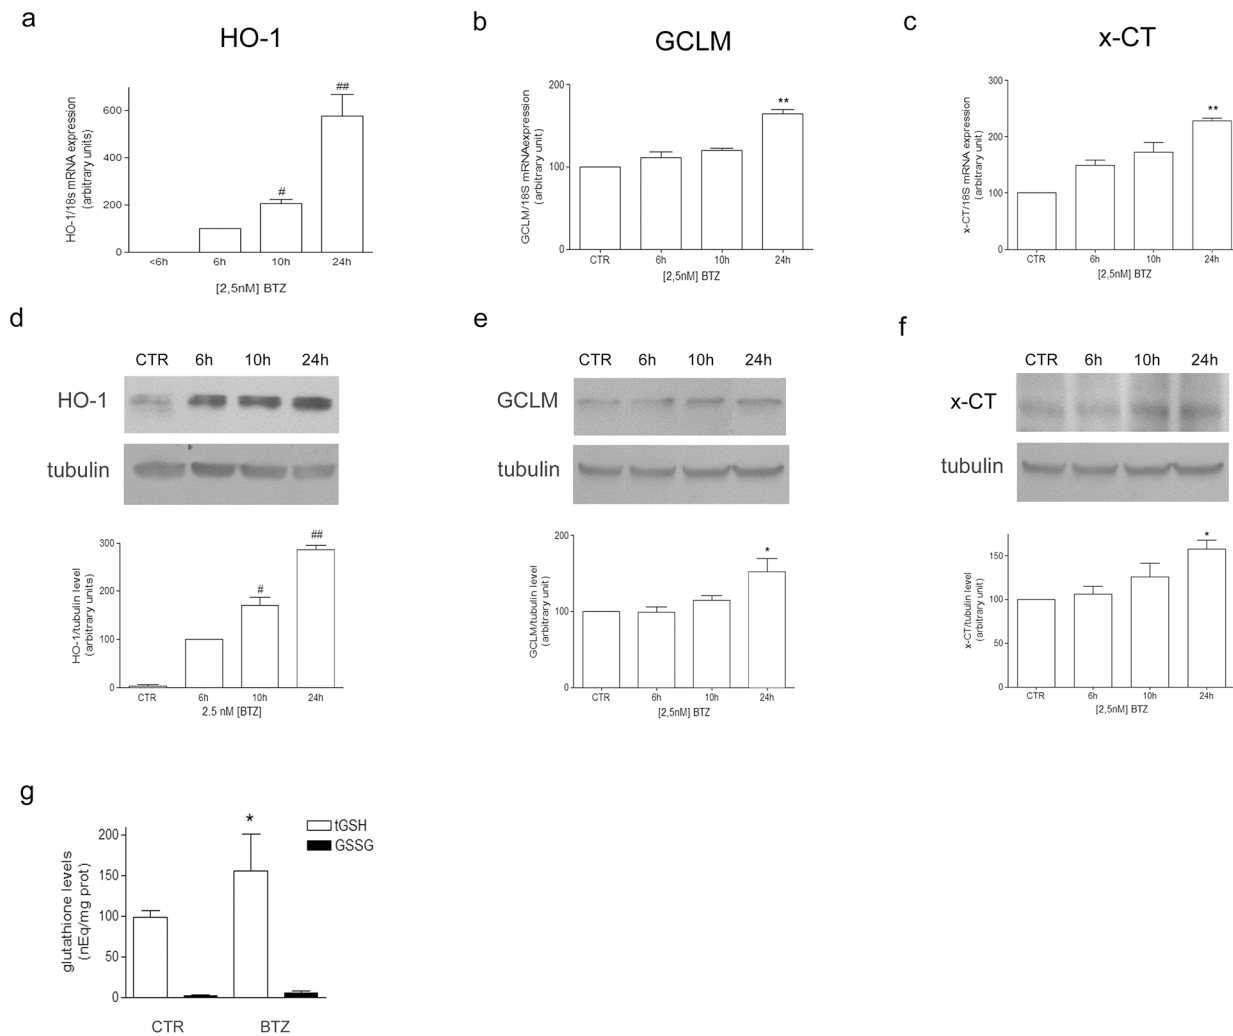 a
HO-1
HO-1/18s mRNA expression
(arbitrary units)
600
400
200
0
#
##
<6h 6h 10h 24h
[2,5nM] BTZ
b
GCLM
GCLM/18S mRNAexpression
(arbitrary unit)
200
100
0
**
CTR 6h 10h 24h
[2,5nM] BTZ
c
x-CT
x-CT/18S mRNA expression
(arbitrary unit)
300
200
100
0
**
CTR 6h 10h 24h
[2,5nM] BTZ
d
CTR 6h 10h 24h
HO-1
tubulin
HO-1/tubulin level
(arbitrary units)
300
200
100
0
#
##
CTR 6h 10h 24h
2.5 nM [BTZ]
e
CTR 6h 10h 24h
GCLM
tubulin
GCLM/tubulin level
(arbitrary unit)
200
100
0
*
CTR 6h 10h 24h
[2,5nM] BTZ
f
CTR 6h 10h 24h
x-CT
tubulin
x-CT/tubulin level
(arbitrary unit)
150
100
50
0
*
CTR 6h 10h 24h
[2,5nM] BTZ
g
glutathione levels
(nEq/mg prot)
200
150
100
50
0
*
tGSH
GSSG
CTR BTZ